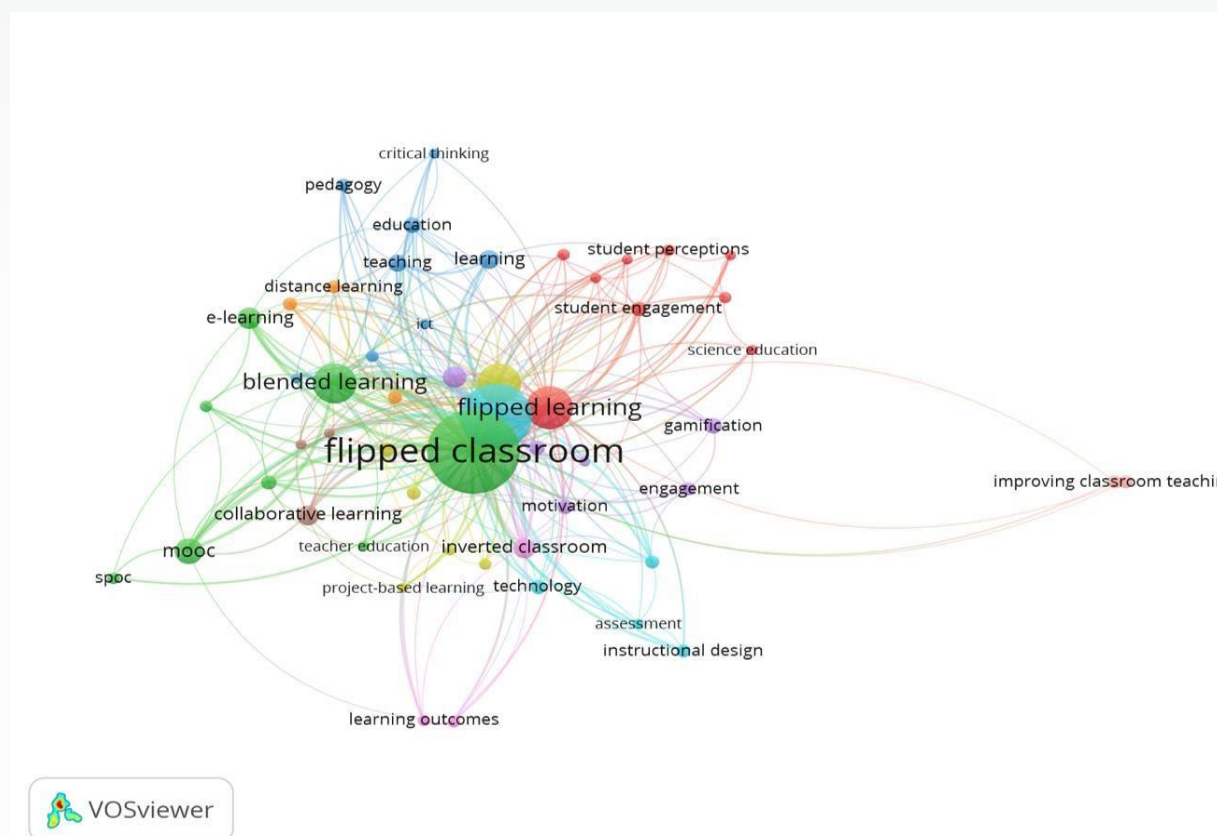 critical thinking
pedagogy
education
student perceptions
teaching
learning
distance learning
student engagement
e-learning
ict
science education
blended learning
flipped learning
gamification
flipped classroom
improving classroom teachin
engagement
motivation
collaborative learning
teacher education
inverted classroom
mooc
spoc
project-based learning
technology
assessment
instructional design
learning outcomes
VOSviewer